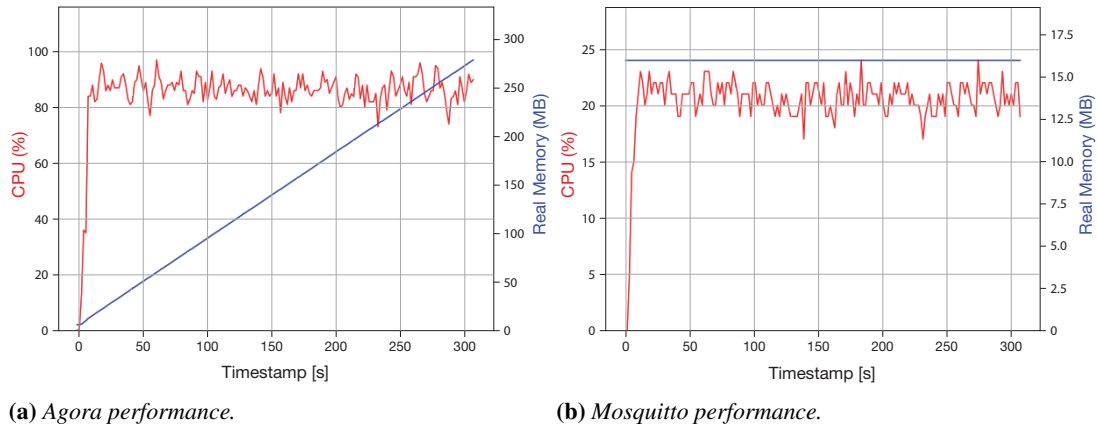 100
80
60
40
20
0
CPU (%)
300
250
200
150
100
50
0
Real Memory (MB)
0 50 100 150 200 250 300
Timestamp [s]
(a) Agora performance.
25
20
15
10
5
0
CPU (%)
17.5
15.0
12.5
10.0
7.5
5.0
2.5
0
Real Memory (MB)
0 50 100 150 200 250 300
Timestamp [s]
(b) Mosquitto performance.